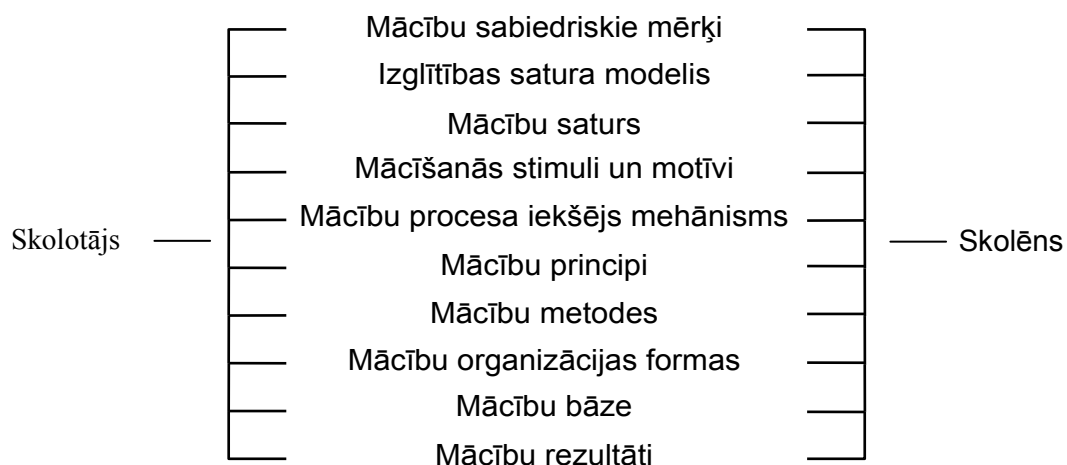 Mācību sabiedriskie mērķi
Izglītības satura modelis
Mācību saturs
Mācīšanās stimuli un motīvi
Mācību procesa iekšējs mehānisms
Skolotājs
Skolēns
Mācību principi
Mācību metodes
Mācību organizācijas formas
Mācību bāze
Mācību rezultāti